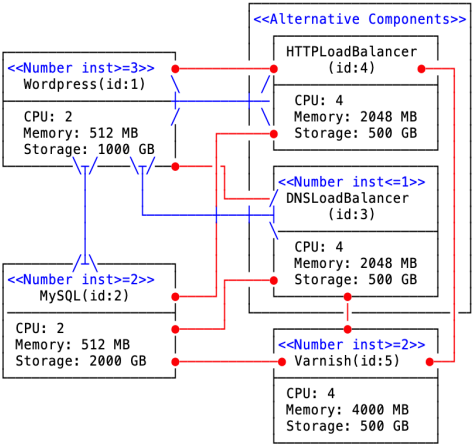 <<Alternative Components>>
HTTPLoadBalancer
(id:4)
CPU: 4
Memory: 2048 MB
Storage: 500 GB
<<Number inst>=3>>
Wordpress(id:1)
CPU: 2
Memory: 512 MB
Storage: 1000 GB
<<Number inst<=1>>
DNSLoadBalancer
(id:3)
CPU: 4
Memory: 2048 MB
Storage: 500 GB
<<Number inst>=2>>
MySQL(id:2)
CPU: 2
Memory: 512 MB
Storage: 2000 GB
<<Number inst>=2>>
Varnish(id:5)
CPU: 4
Memory: 4000 MB
Storage: 500 GB